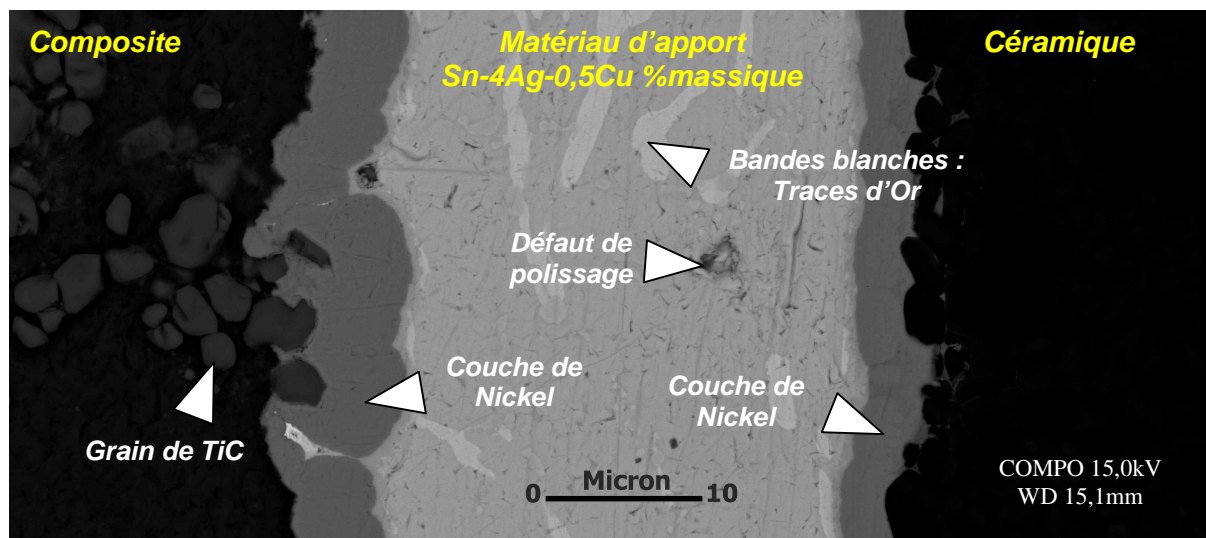 Composite
Matériau d'apport
Sn-4Ag-0,5Cu %massique
Céramique
Bandes blanches :
Traces d'Or
Défaut de
polissage
Couche de
Nickel
Couche de
Nickel
Grain de TiC
Micron
0 10
COMPO 15,0kV
WD 15,1mm